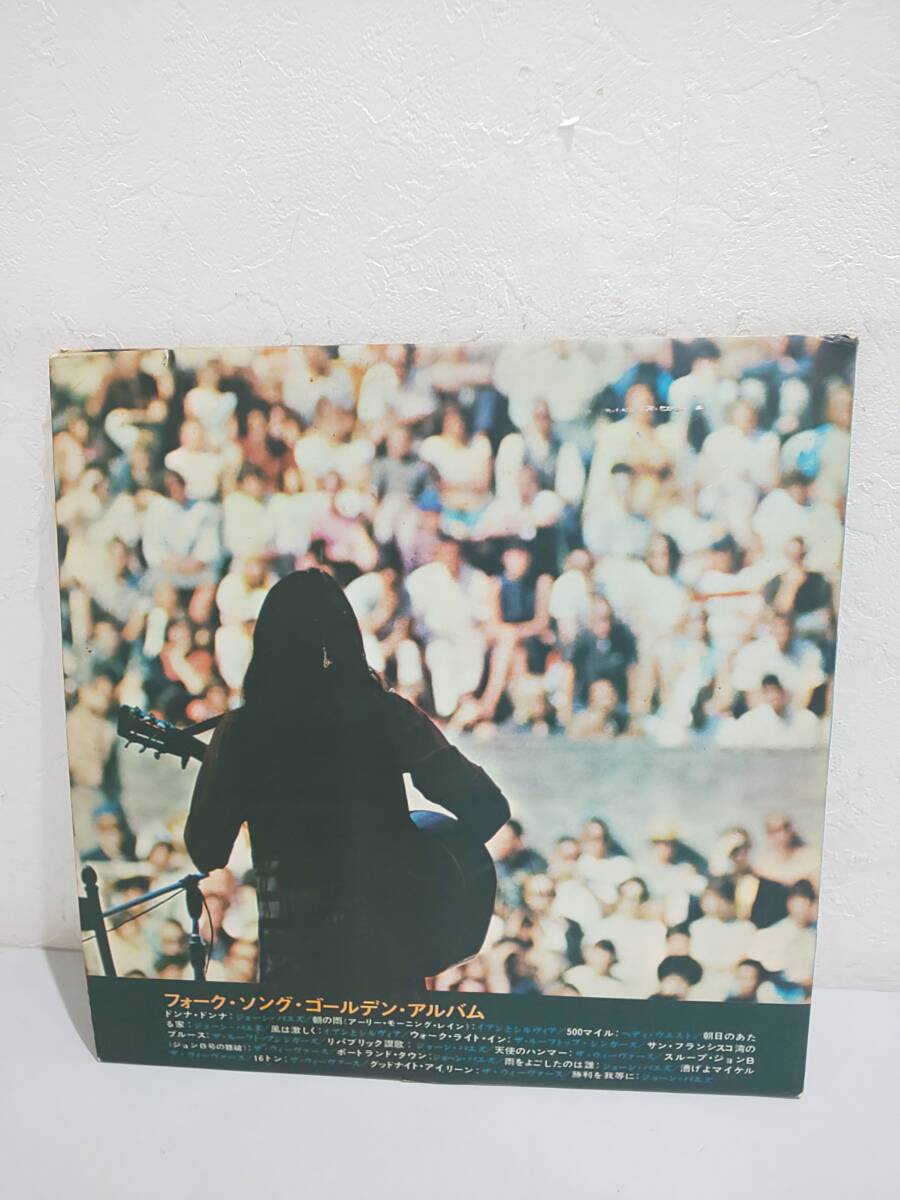 フォーク・ソング・ゴールデン・アルバム
ドンナ・ドンナ：ジョーン・バエズ／朝の雨(アーリー・モーニング・レイン)：イアンとシルヴィア／500マイル：ヘディ・ウエスト／朝日のあた
る家：ジョーン・バエズ／風は激しく：イアンとシルヴィア／ウォーク・ライト・イン：ザ・ルーフトップ・シンガーズ／サン・フランシスコ湾の
ブルース：ザ・ルーフトップシンガーズ／リパブリック讃歌：ジョーン・バエズ／天使のハンマー：ザ・ウィーヴァース／スループ・ジョンB
(ジョンB号の難破)：ザ・ウィーヴァース／ポートランド・タウン：ジョーン・バエズ／雨をよごしたのは誰：ジョーン・バエズ／漕げよマイケル
ザ・ウィーヴァース／16トン：ザ・ウィーヴァース／グッドナイト・アイリーン：ザ・ウィーヴァース／勝利を我等に：ジョーン・バエズ